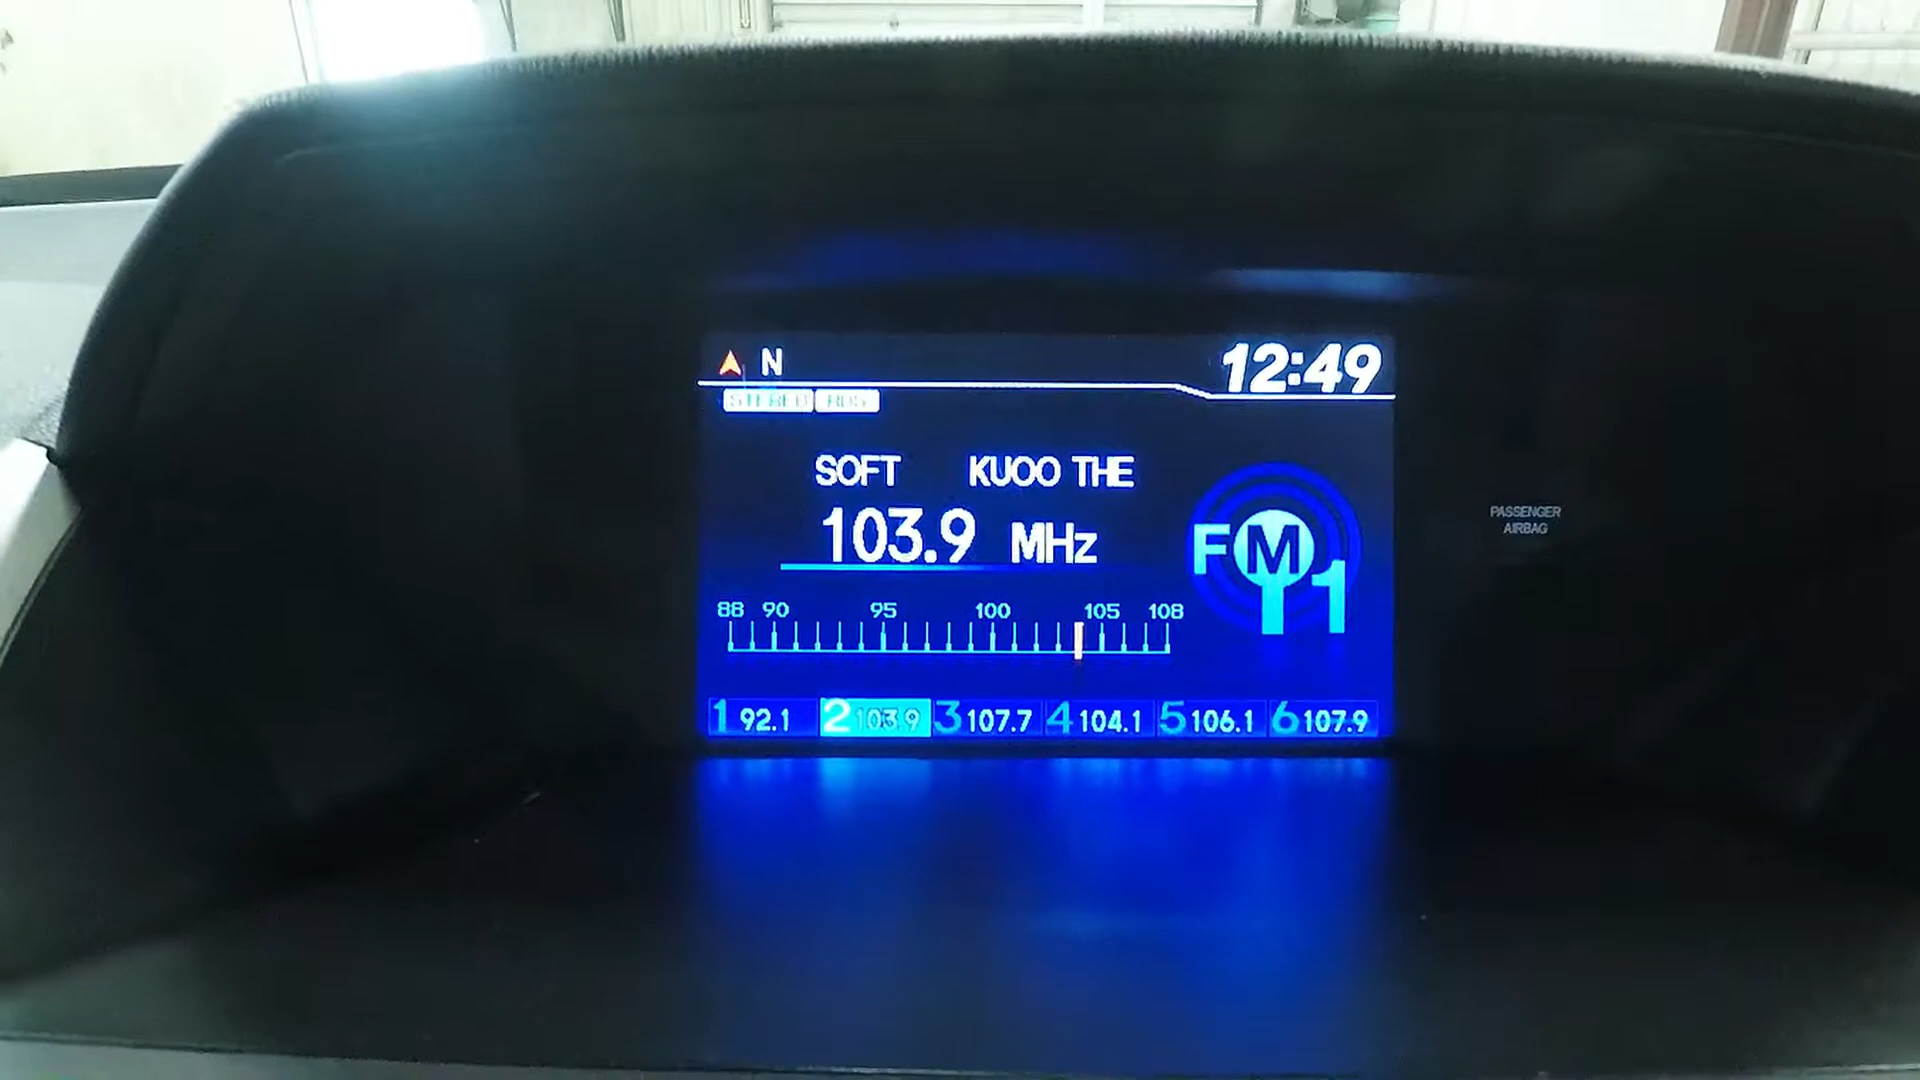 N
12:49
STEREO RDS
SOFT KUOO THE
103.9 MHz
FM1
88 90 95 100 105 108
1 92.1 2 103.9 3 107.7 4 104.1 5 106.1 6 107.9
PASSENGER
AIRBAG